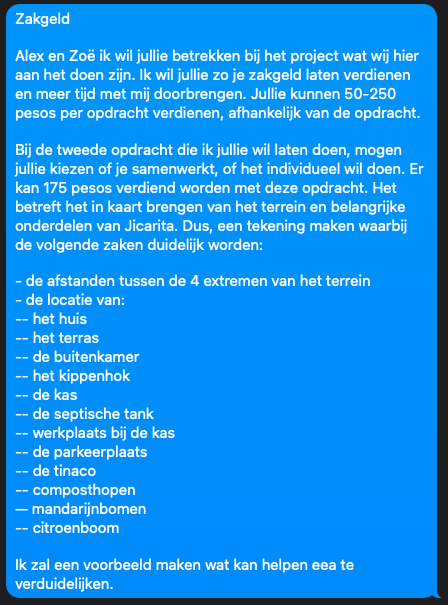 Zakgeld

Alex en Zoë ik wil jullie betrekken bij het project wat wij hier
aan het doen zijn. Ik wil jullie zo je zakgeld laten verdienen
en meer tijd met mij doorbrengen. Jullie kunnen 50-250
pesos per opdracht verdienen, afhankelijk van de opdracht.

Bij de tweede opdracht die ik jullie wil laten doen, mogen
jullie kiezen of je samenwerkt, of het individueel wil doen. Er
kan 175 pesos verdiend worden met deze opdracht. Het
betreft het in kaart brengen van het terrein en belangrijke
onderdelen van Jicarita. Dus, een tekening maken waarbij
de volgende zaken duidelijk worden:

- de afstanden tussen de 4 extremen van het terrein
- de locatie van:
-- het huis
-- het terras
-- de buitenkamer
-- het kippenhok
-- de kas
-- de septische tank
-- werkplaats bij de kas
-- de parkeerplaats
-- de tinaco
-- composthopen
— mandarijnbomen
-- citroenboom

Ik zal een voorbeeld maken wat kan helpen eea te
verduidelijken.